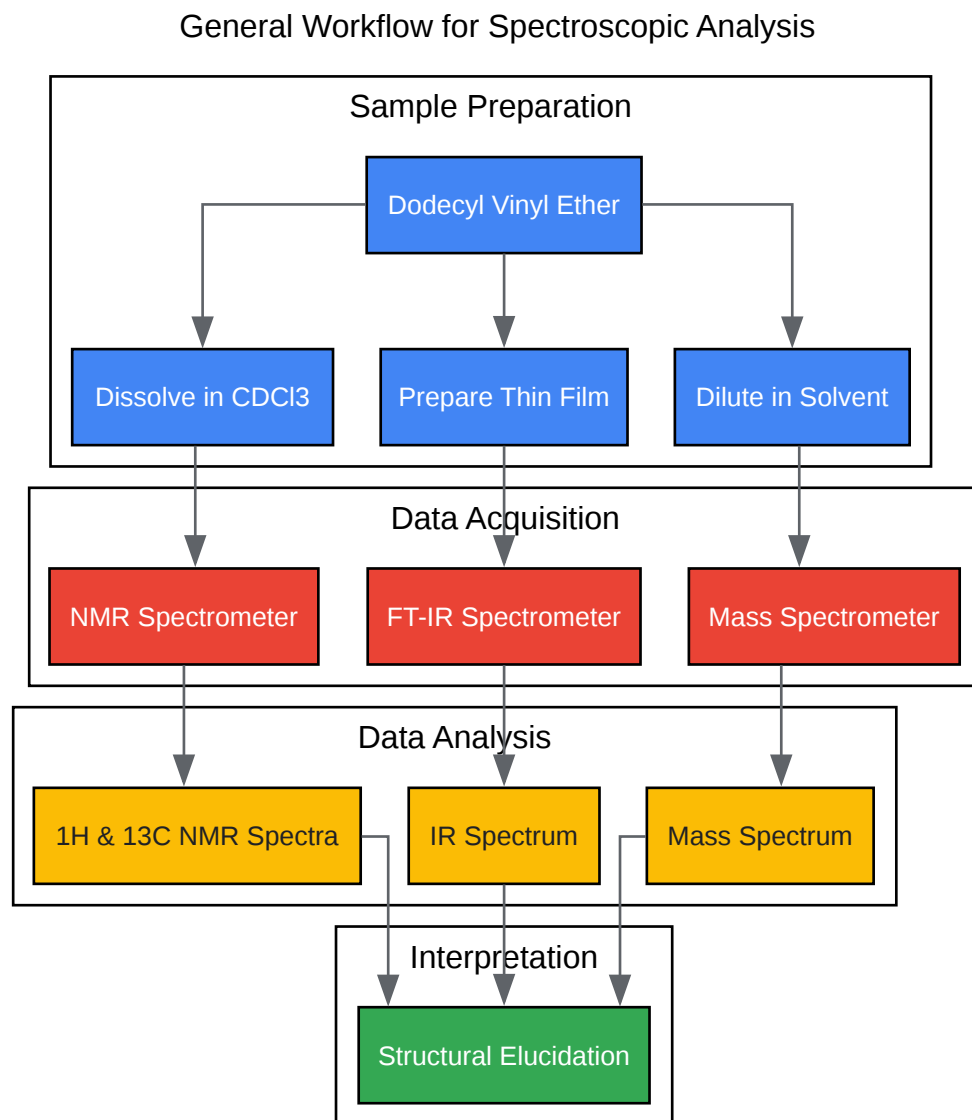 General Workflow for Spectroscopic Analysis
Sample Preparation
Dodecyl Vinyl Ether
Dissolve in CDCl3
Prepare Thin Film
Dilute in Solvent
Data Acquisition
NMR Spectrometer
FT-IR Spectrometer
Mass Spectrometer
Data Analysis
1H & 13C NMR Spectra
IR Spectrum
Mass Spectrum
Interpretation
Structural Elucidation